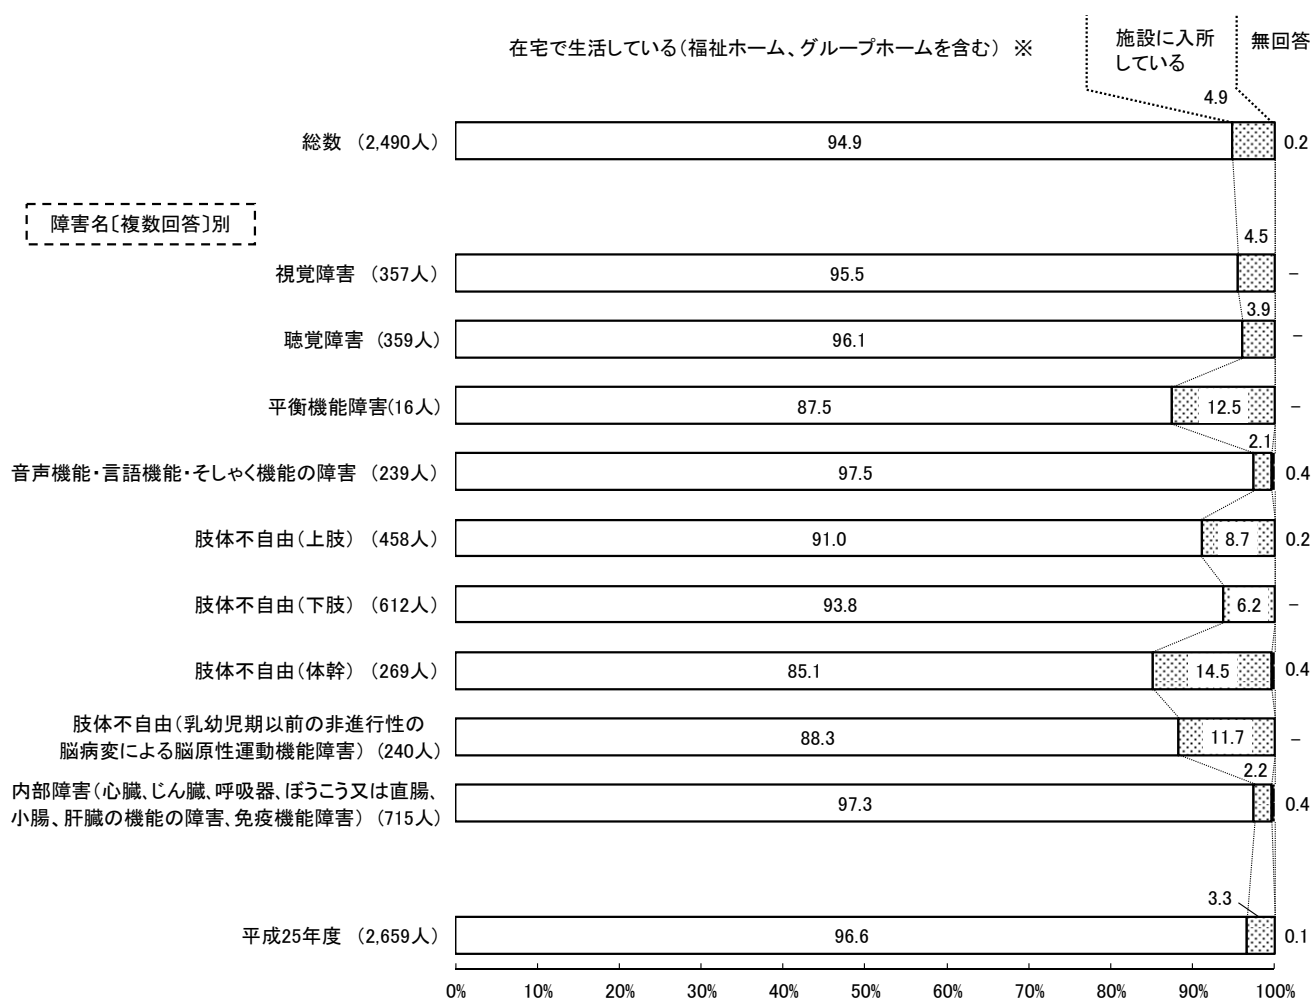 在宅で生活している(福祉ホーム、グループホームを含む) ※
施設に入所
している
無回答
4.9
総数 (2,490人)
94.9
0.2
障害名〔複数回答〕別
4.5
視覚障害 (357人)
95.5
–
3.9
聴覚障害 (359人)
96.1
–
平衡機能障害(16人)
87.5
12.5
–
2.1
音声機能・言語機能・そしゃく機能の障害 (239人)
97.5
0.4
肢体不自由(上肢) (458人)
91.0
8.7
0.2
肢体不自由(下肢) (612人)
93.8
6.2
–
肢体不自由(体幹) (269人)
85.1
14.5
0.4
肢体不自由(乳幼児期以前の非進行性の
脳病変による脳原性運動機能障害) (240人)
88.3
11.7
–
2.2
内部障害(心臓、じん臓、呼吸器、ぼうこう又は直腸、
小腸、肝臓の機能の障害、免疫機能障害) (715人)
97.3
0.4
3.3
平成25年度 (2,659人)
96.6
0.1
0% 10% 20% 30% 40% 50% 60% 70% 80% 90% 100%